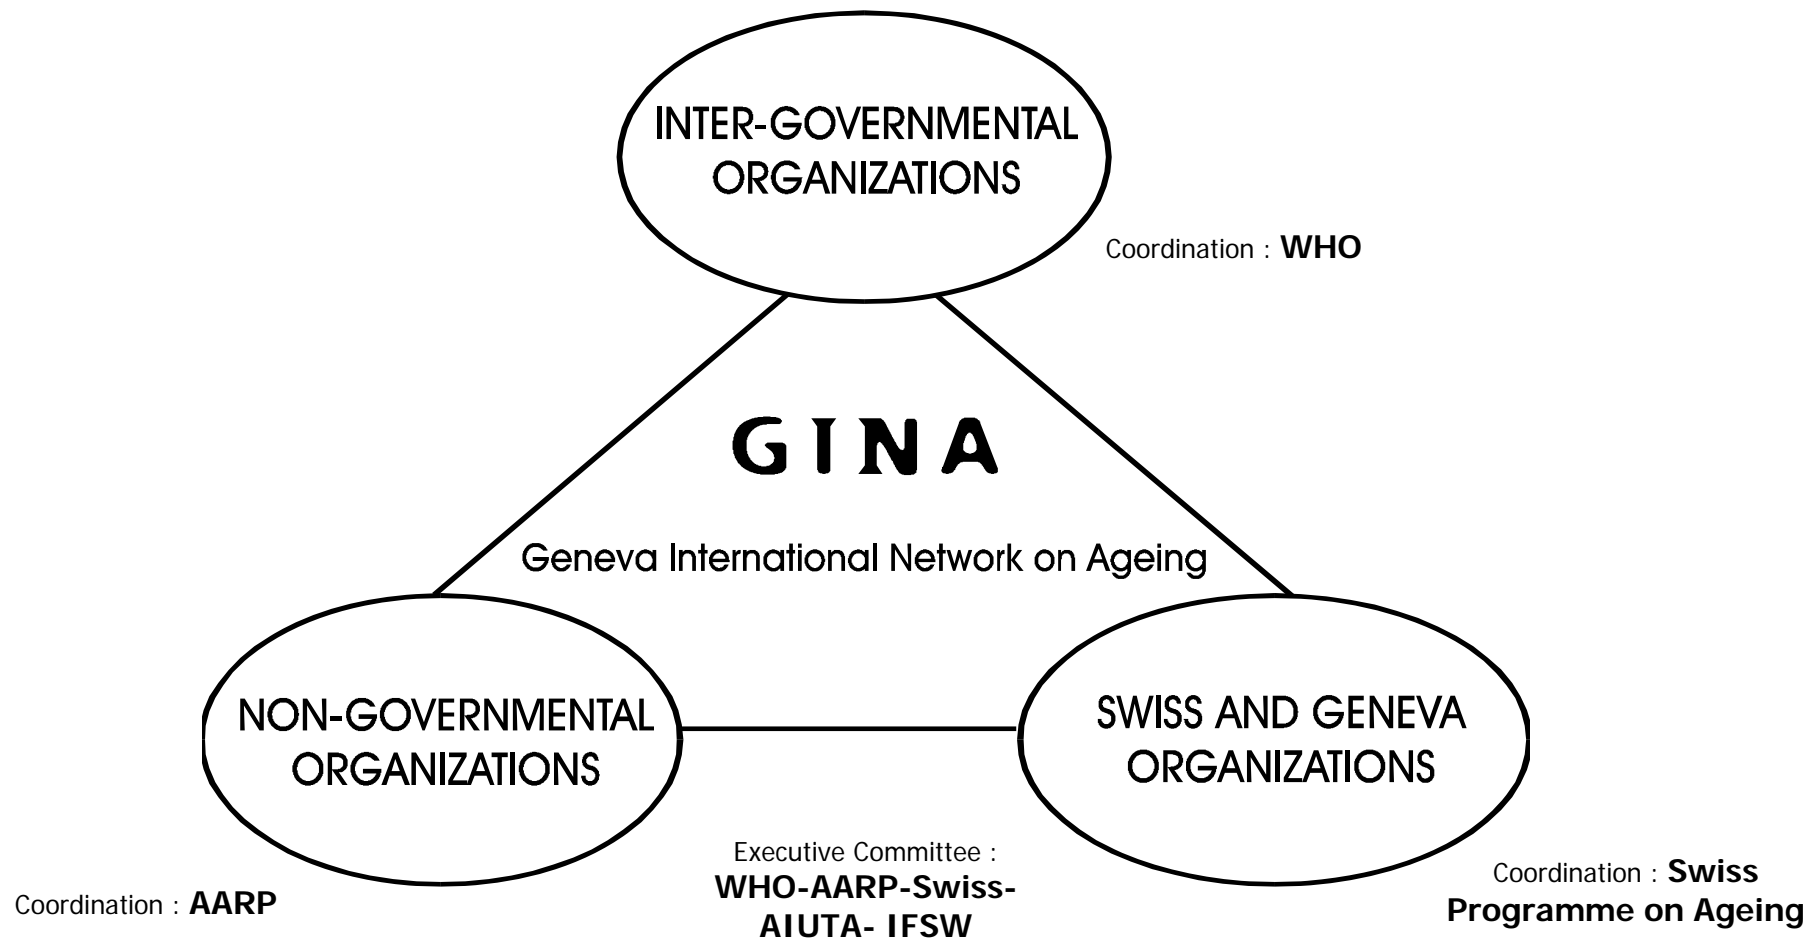 INTER-GOVERNMENTAL
ORGANIZATIONS
Coordination : WHO
GINA
Geneva International Network on Ageing
NON-GOVERNMENTAL
ORGANIZATIONS
SWISS AND GENEVA
ORGANIZATIONS
Coordination : AARP
Executive Committee :
WHO-AARP-Swiss-
AIUTA- IFSW
Coordination : Swiss
Programme on Ageing